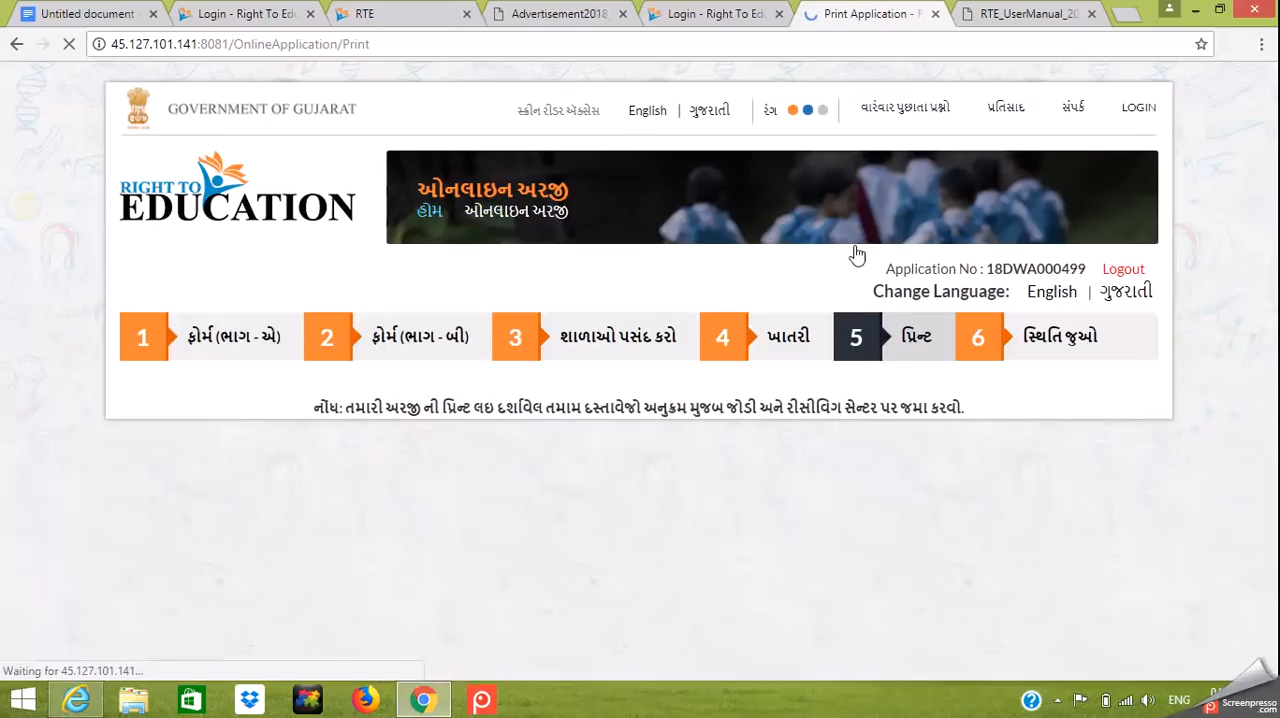 Untitled document -
Login - Right To Edu
RTE
Advertisement2018_
Login - Right To Edu
Print Application - R
RTE_UserManual_20
45.127.101.141:8081/OnlineApplication/Print
GOVERNMENT OF GUJARAT
સ્ક્રીન રીડર એક્સેસ English | ગુજરાતી રંગ વારંવાર પુછાતા પ્રશ્નો પ્રતિસાદ સંપર્ક LOGIN
RIGHT TO
EDUCATION
ઓનલાઇન અરજી
હોમ ઓનલાઇન અરજી
Application No : 18DWA000499 Logout
Change Language: English | ગુજરાતી
1 ફોર્મ (ભાગ - એ) 2 ફોર્મ (ભાગ - બી) 3 શાળાઓ પસંદ કરો 4 ખાતરી 5 પ્રિન્ટ 6 સ્થિતિ જુઓ
નોંધ: તમારી અરજી ની પ્રિન્ટ લઇ દર્શાવેલ તમામ દસ્તાવેજો અનુક્રમ મુજબ જોડી અને રીસીવિંગ સેન્ટર પર જમા કરવો.
Waiting for 45.127.101.141...
ENG
Screenpresso
.com